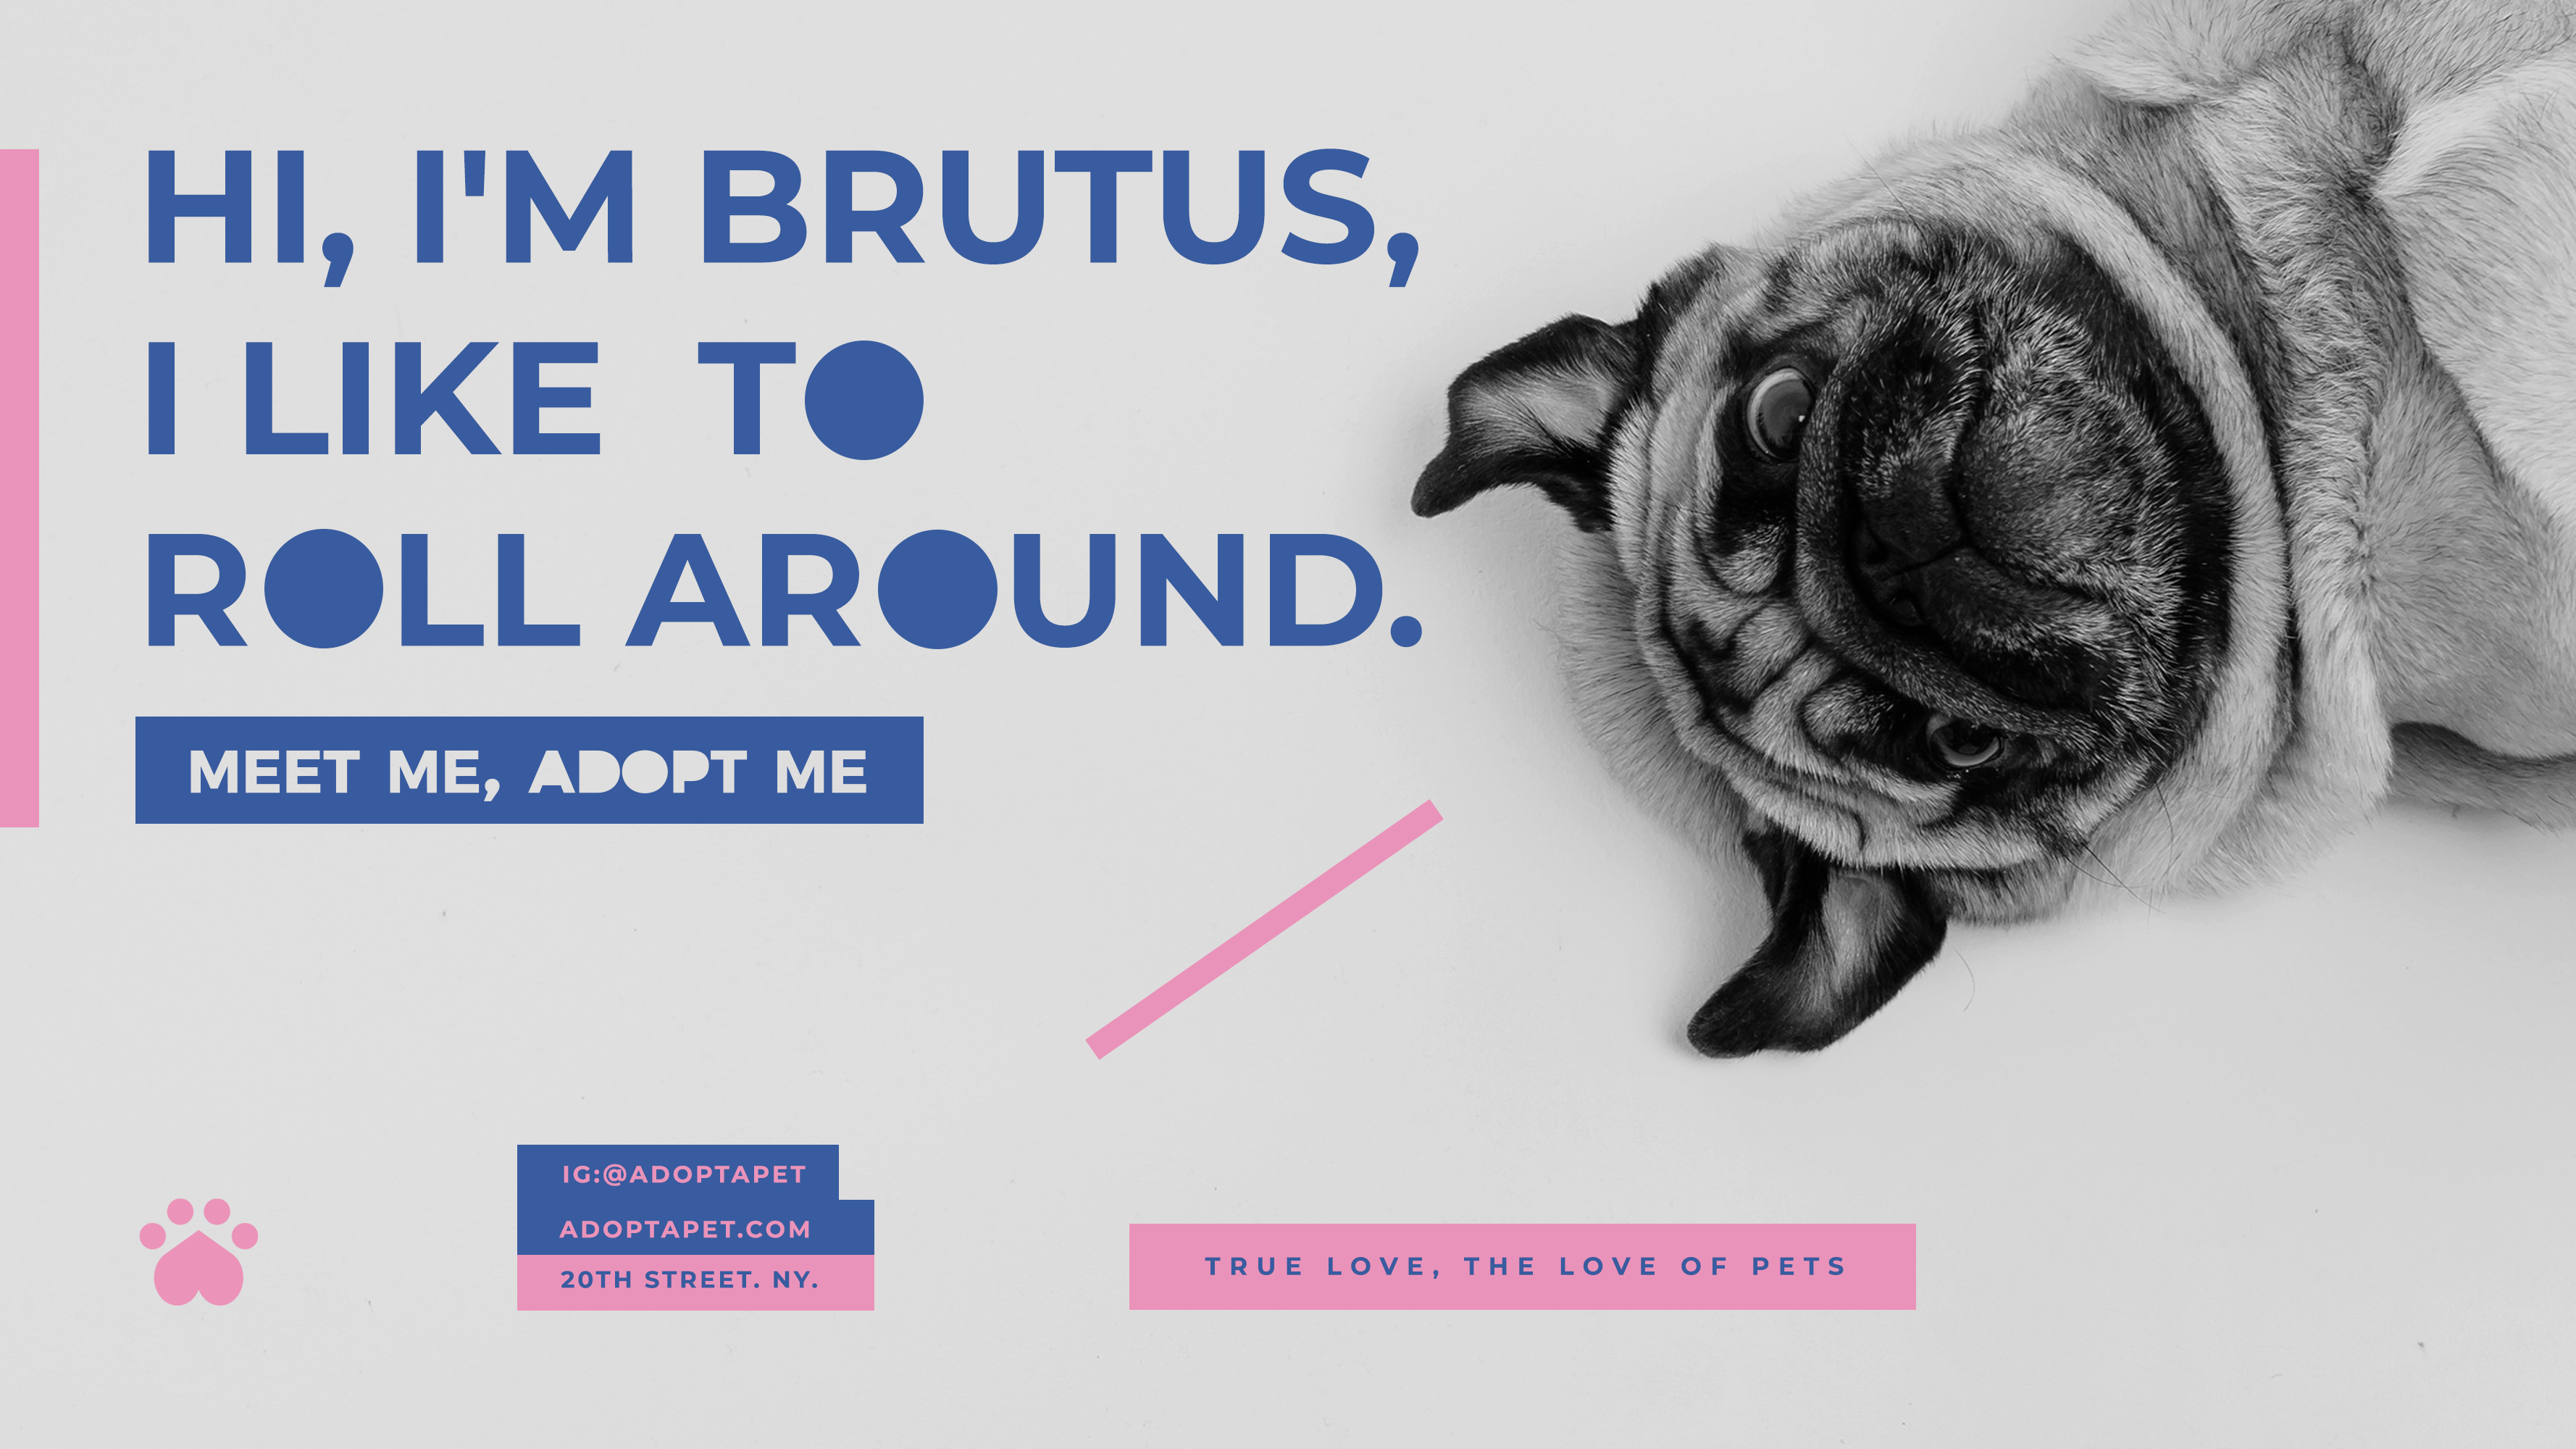 HI, I'M BRUTUS,
I LIKE TO
ROLL AROUND.
MEET ME, ADOPT ME
IG:@ADOPTAPET
ADOPTAPET.COM
20TH STREET. NY.
TRUE LOVE, THE LOVE OF PETS